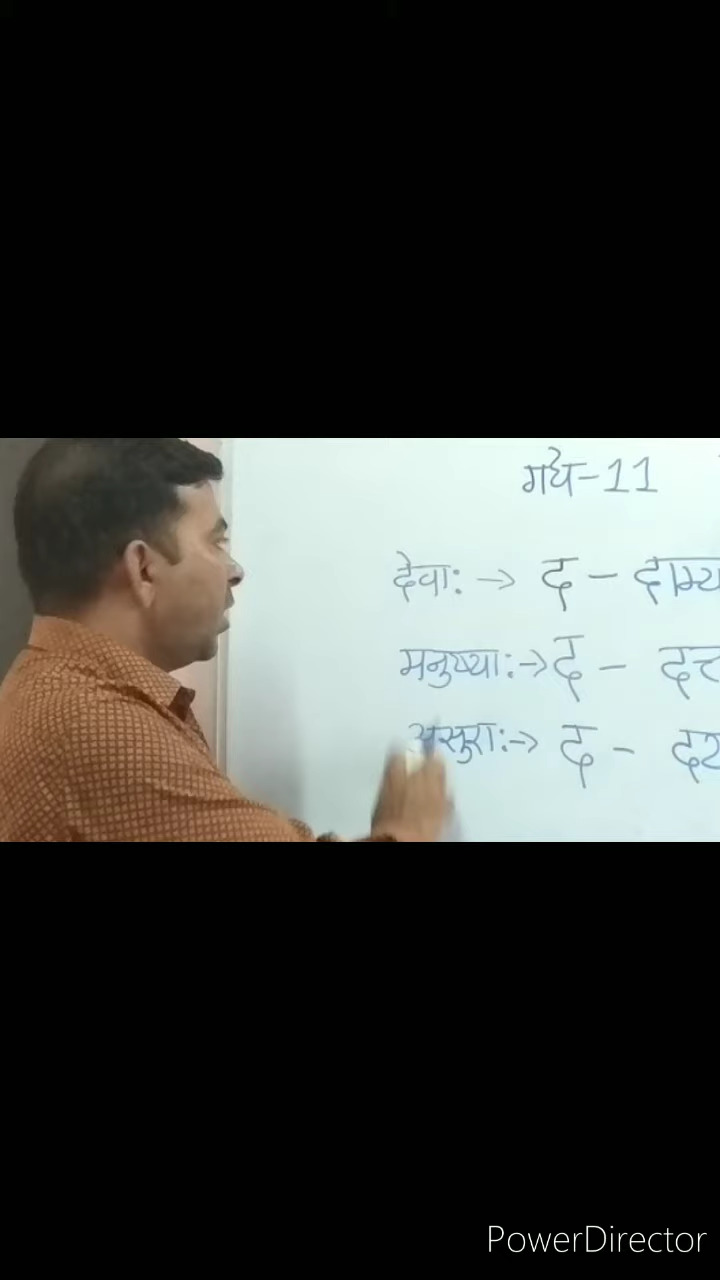 गद्ये-11
देवाः → द - दाम्य
मनुष्याः → द - दत्त
असुराः → द - दय
PowerDirector